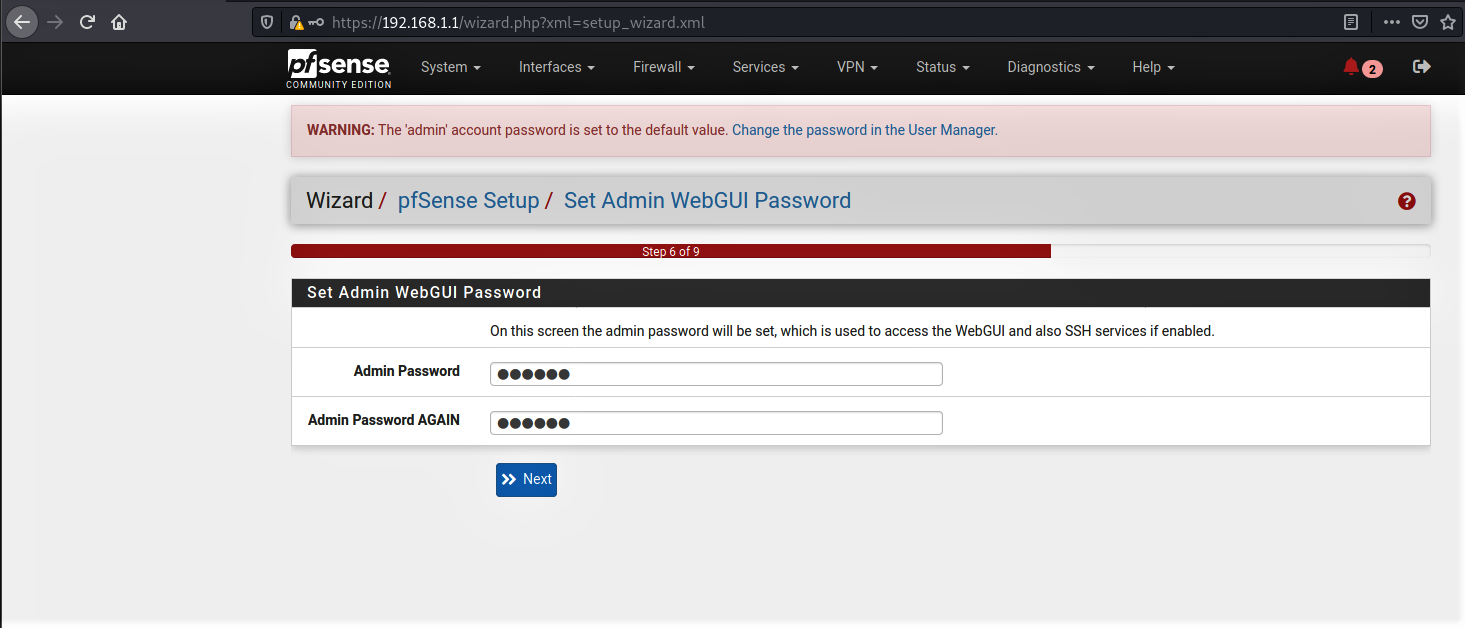 https://192.168.1.1/wizard.php?xml=setup_wizard.xml
pfsense
COMMUNITY EDITION
System Interfaces Firewall Services VPN Status Diagnostics Help 2
WARNING: The 'admin' account password is set to the default value. Change the password in the User Manager.
Wizard / pfSense Setup / Set Admin WebGUI Password
Step 6 of 9
Set Admin WebGUI Password
On this screen the admin password will be set, which is used to access the WebGUI and also SSH services if enabled.
Admin Password ●●●●●●
Admin Password AGAIN ●●●●●●
Next